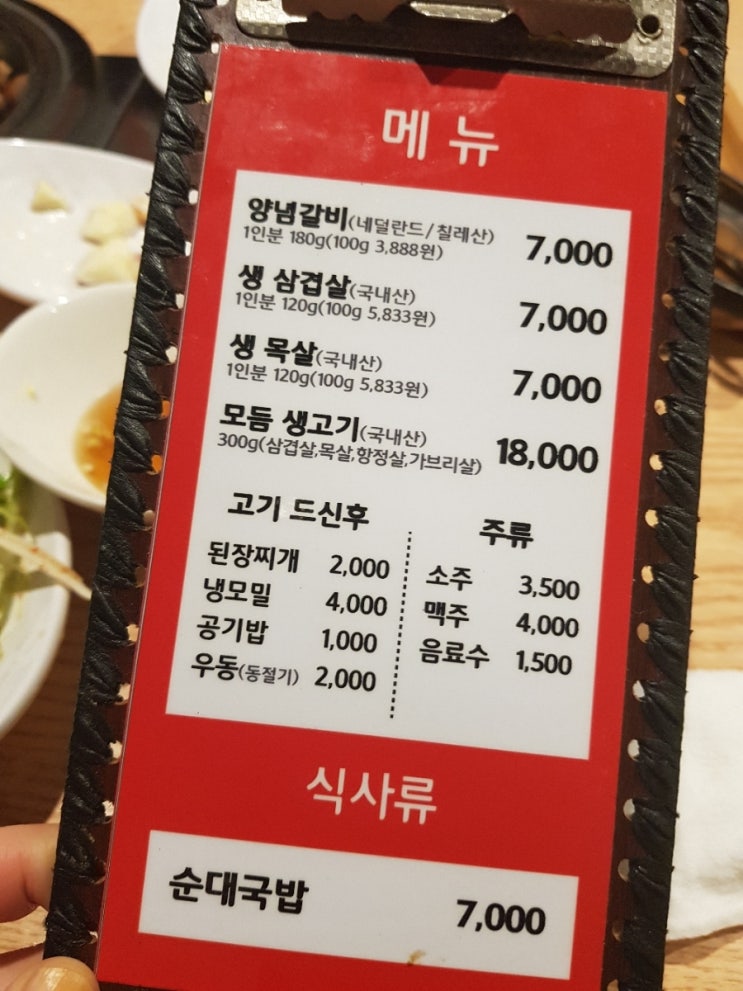 메뉴
양념갈비(네덜란드/칠레산) 7,000
1인분 180g(100g 3,888원)
생 삼겹살(국내산) 7,000
1인분 120g(100g 5,833원)
생 목살(국내산) 7,000
1인분 120g(100g 5,833원)
모듬 생고기(국내산) 18,000
300g(삼겹살,목살,항정살,가브리살)
고기 드신후
된장찌개 2,000
냉모밀 4,000
공기밥 1,000
우동(동절기) 2,000
주류
소주 3,500
맥주 4,000
음료수 1,500
식사류
순대국밥 7,000